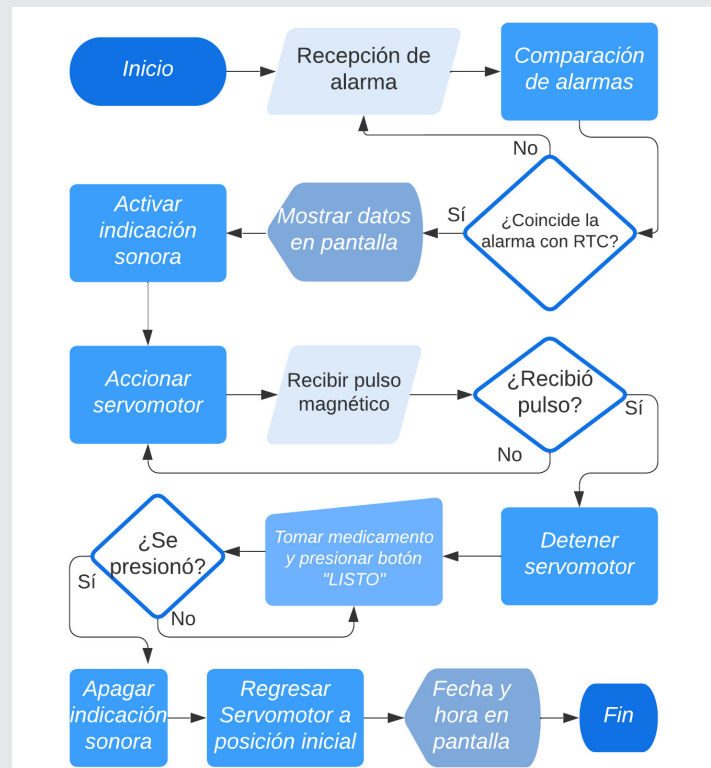 Inicio
Recepción de
alarma
Comparación
de alarmas
No
¿Coincide la
alarma con RTC?
Sí
Mostrar datos
en pantalla
Activar
indicación
sonora
Accionar
servomotor
Recibir pulso
magnético
¿Recibió
pulso?
Sí
No
Detener
servomotor
Tomar medicamento
y presionar botón
"LISTO"
¿Se
presionó?
Sí
No
Apagar
indicación
sonora
Regresar
Servomotor a
posición inicial
Fecha y
hora en
pantalla
Fin